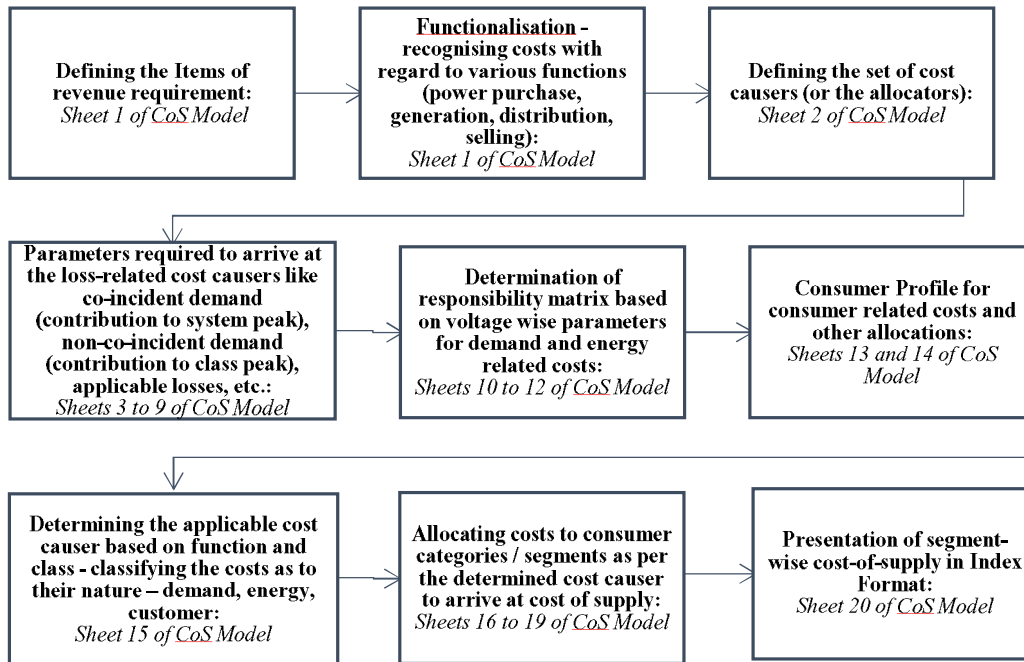 Defining the Items of
revenue requirement:
Sheet 1 of CoS Model
Functionalisation -
recognising costs with
regard to various functions
(power purchase,
generation, distribution,
selling):
Sheet 1 of CoS Model
Defining the set of cost
causers (or the allocators):
Sheet 2 of CoS Model
Parameters required to arrive at
the loss-related cost causers like
co-incident demand
(contribution to system peak),
non-co-incident demand
(contribution to class peak),
applicable losses, etc.:
Sheets 3 to 9 of CoS Model
Determination of
responsibility matrix based
on voltage wise parameters
for demand and energy
related costs:
Sheets 10 to 12 of CoS Model
Consumer Profile for
consumer related costs and
other allocations:
Sheets 13 and 14 of CoS
Model
Determining the applicable cost
causer based on function and
class - classifying the costs as to
their nature – demand, energy,
customer:
Sheet 15 of CoS Model
Allocating costs to consumer
categories / segments as per
the determined cost causer
to arrive at cost of supply:
Sheets 16 to 19 of CoS Model
Presentation of segment-
wise cost-of-supply in Index
Format:
Sheet 20 of CoS Model